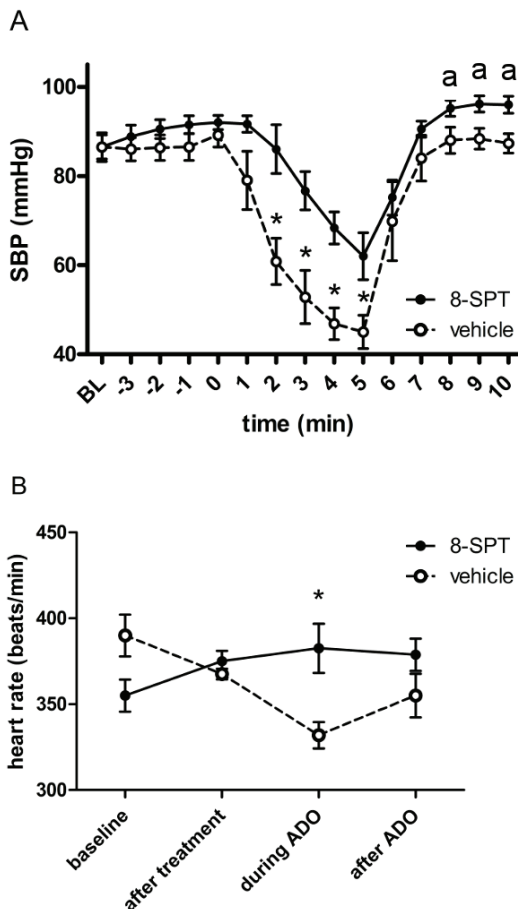 A
a a a
100
80
60
40
SBP (mmHg)
* * * *
8-SPT
vehicle
BL -3 -2 -1 0 1 2 3 4 5 6 7 8 9 10
time (min)
B
450
400
350
300
heart rate (beats/min)
8-SPT
vehicle
*
baseline after treatment during ADO after ADO